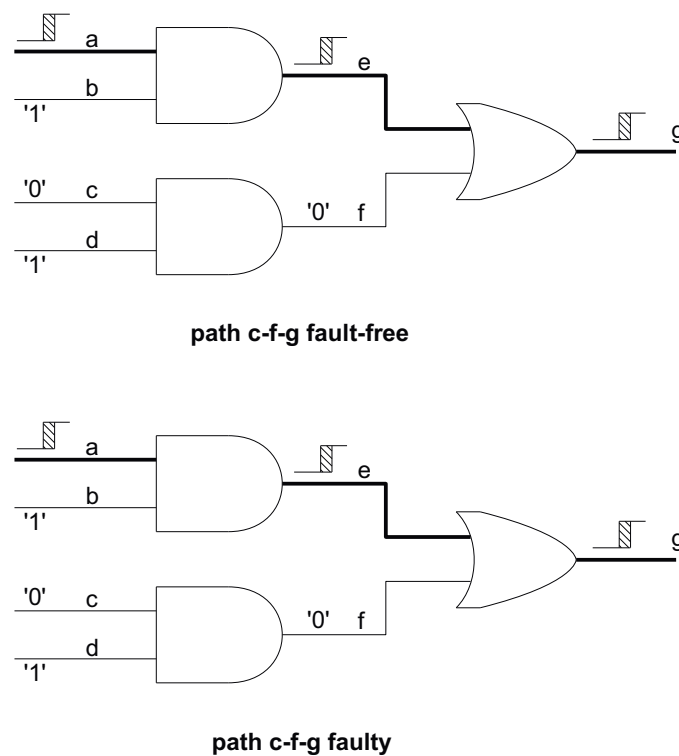 a
e
b
'1'
g
'0'
c
'0'
f
d
'1'
path c-f-g fault-free
a
e
b
'1'
g
'0'
c
'0'
f
d
'1'
path c-f-g faulty